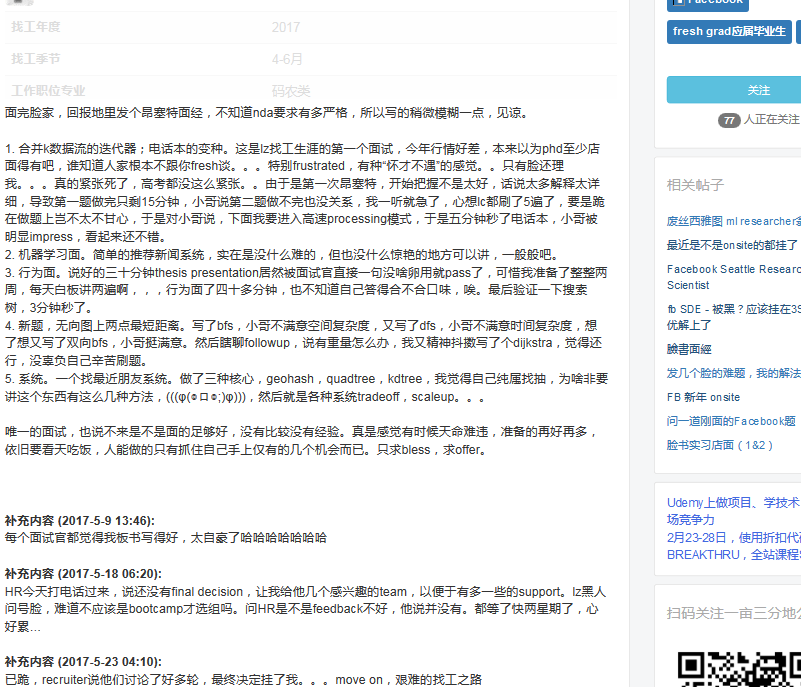 找工年度 2017
找工季节 4-6月
工作职位专业 码农类
面完脸家，回报地里发个昂塞特面经，不知道nda要求有多严格，所以写的稍微模糊一点，见谅。
1. 合并k数据流的迭代器；电话本的变种。这是lz找工生涯的第一个面试，今年行情好差，本来以为phd至少店
面得有吧，谁知道人家根本不跟你fresh谈。。。特别frustrated，有种“怀才不遇”的感觉。。只有脸还理
我。。。真的紧张死了，高考都没这么紧张。。由于是第一次昂塞特，开始把握不是太好，话说太多解释太详
细，导致第一题做完只剩15分钟，小哥说第二题做不完也没关系，我一听就急了，心想lc都刷了5遍了，要是跪
在做题上岂不太不甘心，于是对小哥说，下面我要进入高速processing模式，于是五分钟秒了电话本，小哥被
明显impress，看起来还不错。
2. 机器学习面。简单的推荐新闻系统，实在是没什么难的，但也没什么惊艳的地方可以讲，一般般吧。
3. 行为面。说好的三十分钟thesis presentation居然被面试官直接一句没啥卵用就pass了，可惜我准备了整整两
周，每天白板讲两遍啊，，，行为面了四十多分钟，也不知道自己答得合不合口味，唉。最后验证一下搜索
树，3分钟秒了。
4. 新题，无向图上两点最短距离。写了bfs，小哥不满意空间复杂度，又写了dfs，小哥不满意时间复杂度，想
了想又写了双向bfs，小哥挺满意。然后瞎聊followup，说有重量怎么办，我又精神抖擞写了个dijkstra，觉得还
行，没辜负自己辛苦刷题。
5. 系统。一个找最近朋友系统。做了三种核心，geohash，quadtree，kdtree，我觉得自己纯属找抽，为啥非要
讲这个东西有这么几种方法，(((φ(◎ロ◎;)φ)))，然后就是各种系统tradeoff，scaleup。。。
唯一的面试，也说不来是不是面的足够好，没有比较没有经验。真是感觉有时候天命难违，准备的再好再多，
依旧要看天吃饭，人能做的只有抓住自己手上仅有的几个机会而已。只求bless，求offer。
补充内容 (2017-5-9 13:46):
每个面试官都觉得我板书写得好，太自豪了哈哈哈哈哈哈哈
补充内容 (2017-5-18 06:20):
HR今天打电话过来，说还没有final decision，让我给他几个感兴趣的team，以便于有多一些的support。lz黑人
问号脸，难道不应该是bootcamp才选组吗。问HR是不是feedback不好，他说并没有。都等了快两星期了，心
好累…
补充内容 (2017-5-23 04:10):
已跪，recruiter说他们讨论了好多轮，最终决定挂了我。。。move on，艰难的找工之路
Facebook
fresh grad应届毕业生
关注
77 人正在关注
相关帖子
废丝西雅图 ml researcher
最近是不是onsite的都挂了
Facebook Seattle Researc
Scientist
fb SDE - 被黑？应该挂在3S
优解上了
臉書面經
发几个脸的难题，我的解法
FB 新年 onsite
问一道刚面的Facebook题
脸书实习店面（1&2）
Udemy上做项目、学技术
场竞争力
2月23-28日，使用折扣代
BREAKTHRU，全站课程
扫码关注一亩三分地